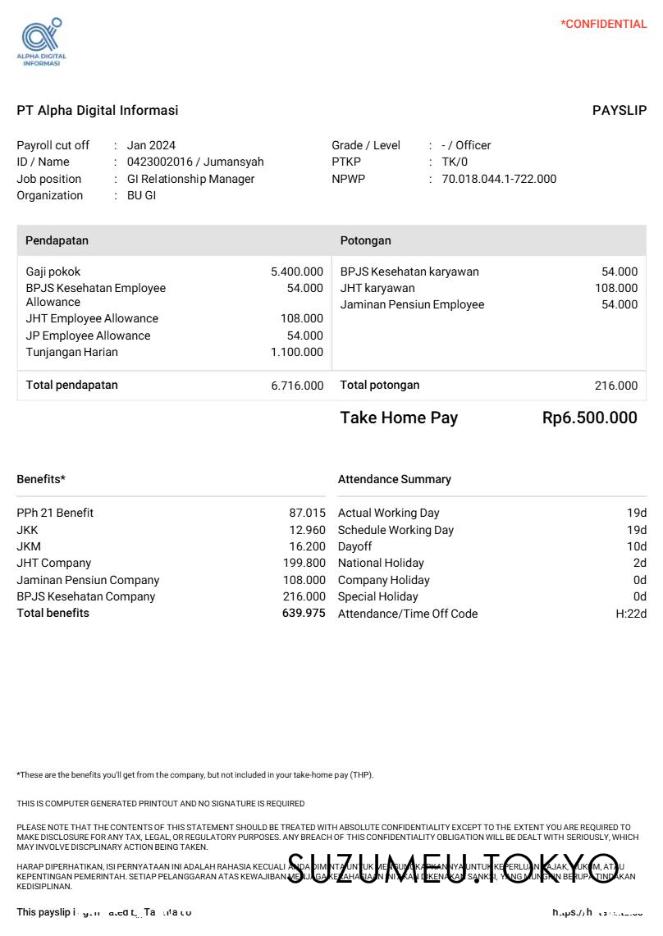 *CONFIDENTIAL
ALPHA DIGITAL
INFORMASI
PT Alpha Digital Informasi PAYSLIP
Payroll cut off : Jan 2024 Grade / Level : - / Officer
ID / Name : 0423002016 / Jumansyah PTKP : TK/0
Job position : GI Relationship Manager NPWP : 70.018.044.1-722.000
Organization : BU GI
Pendapatan Potongan
Gaji pokok 5.400.000 BPJS Kesehatan karyawan 54.000
BPJS Kesehatan Employee 54.000 JHT karyawan 108.000
Allowance Jaminan Pensiun Employee 54.000
JHT Employee Allowance 108.000
JP Employee Allowance 54.000
Tunjangan Harian 1.100.000
Total pendapatan 6.716.000 Total potongan 216.000
Take Home Pay Rp6.500.000
Benefits* Attendance Summary
PPh 21 Benefit 87.015 Actual Working Day 19d
JKK 12.960 Schedule Working Day 19d
JKM 16.200 Dayoff 10d
JHT Company 199.800 National Holiday 2d
Jaminan Pensiun Company 108.000 Company Holiday 0d
BPJS Kesehatan Company 216.000 Special Holiday 0d
Total benefits 639.975 Attendance/Time Off Code H:22d
*These are the benefits you'll get from the company, but not included in your take-home pay (THP).
THIS IS COMPUTER GENERATED PRINTOUT AND NO SIGNATURE IS REQUIRED
PLEASE NOTE THAT THE CONTENTS OF THIS STATEMENT SHOULD BE TREATED WITH ABSOLUTE CONFIDENTIALITY EXCEPT TO THE EXTENT YOU ARE REQUIRED TO
MAKE DISCLOSURE FOR ANY TAX, LEGAL, OR REGULATORY PURPOSES. ANY BREACH OF THIS CONFIDENTIALITY OBLIGATION WILL BE DEALT WITH SERIOUSLY, WHICH
MAY INVOLVE DISCPLINARY ACTION BEING TAKEN.
HARAP DIPERHATIKAN, ISI PERNYATAAN INI ADALAH RAHASIA KECUALI ANDA DIMINTA UNTUK MENGUNGKAPKANNYA UNTUK KEPERLUAN PAJAK, HUKUM, ATAU
KEPENTINGAN PEMERINTAH. SETIAP PELANGGARAN ATAS KEWAJIBAN MENJAGA KERAHASIAAN INI AKAN DIKENAKAN SANKSI, YANG MUNGKIN BERUPA TINDAKAN
KEDISIPLINAN.
SUZUMEU.TOKYO
This payslip